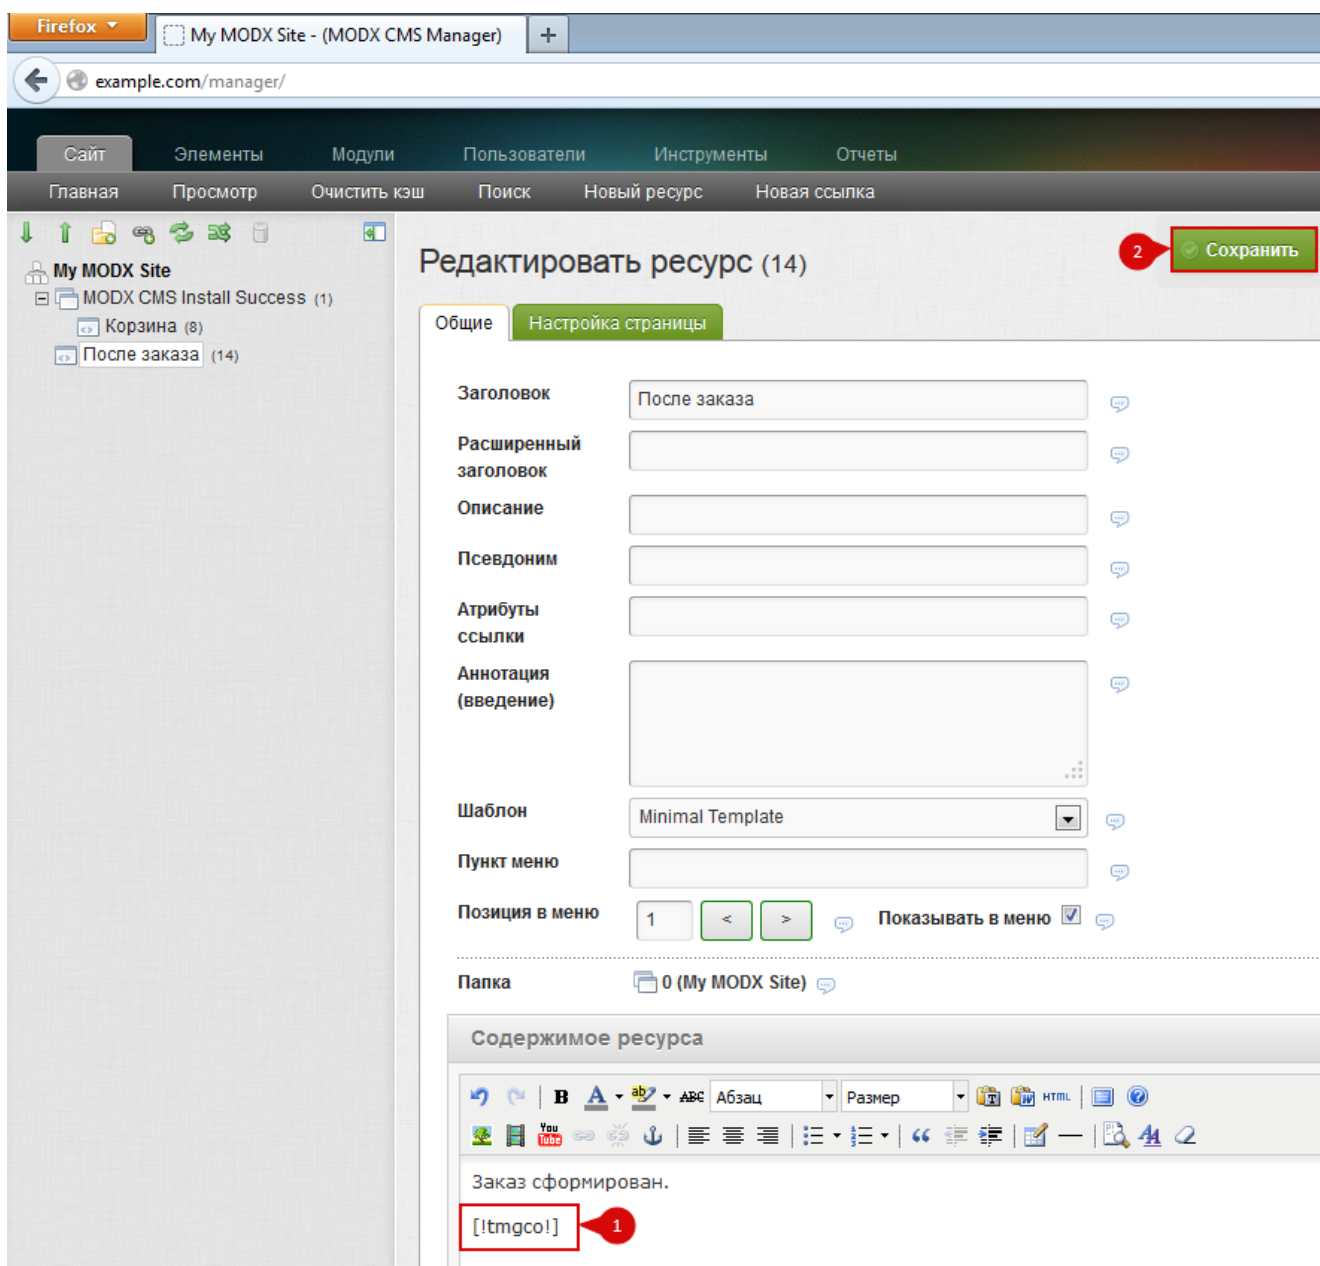 Firefox
My MODX Site - (MODX CMS Manager)
+
example.com/manager/
Сайт Элементы Модули Пользователи Инструменты Отчеты
Главная Просмотр Очистить кэш Поиск Новый ресурс Новая ссылка
My MODX Site
MODX CMS Install Success (1)
Корзина (8)
После заказа (14)
Редактировать ресурс (14)
2
Сохранить
Общие Настройка страницы
Заголовок
После заказа
Расширенный
заголовок
Описание
Псевдоним
Атрибуты
ссылки
Аннотация
(введение)
Шаблон
Minimal Template
Пункт меню
Позиция в меню
1 < >
Показывать в меню
Папка
0 (My MODX Site)
Содержимое ресурса
B A ab ABC Абзац Размер T W HTML ?
You
Tube
Заказ сформирован.
[!tmgco!]
1